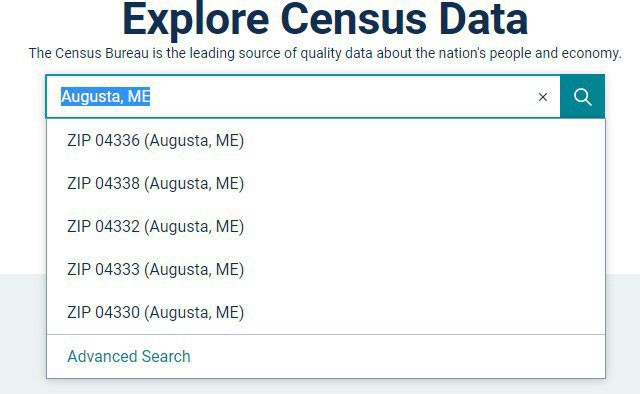 Explore Census Data
The Census Bureau is the leading source of quality data about the nation's people and economy.
Augusta, ME
ZIP 04336 (Augusta, ME)
ZIP 04338 (Augusta, ME)
ZIP 04332 (Augusta, ME)
ZIP 04333 (Augusta, ME)
ZIP 04330 (Augusta, ME)
Advanced Search